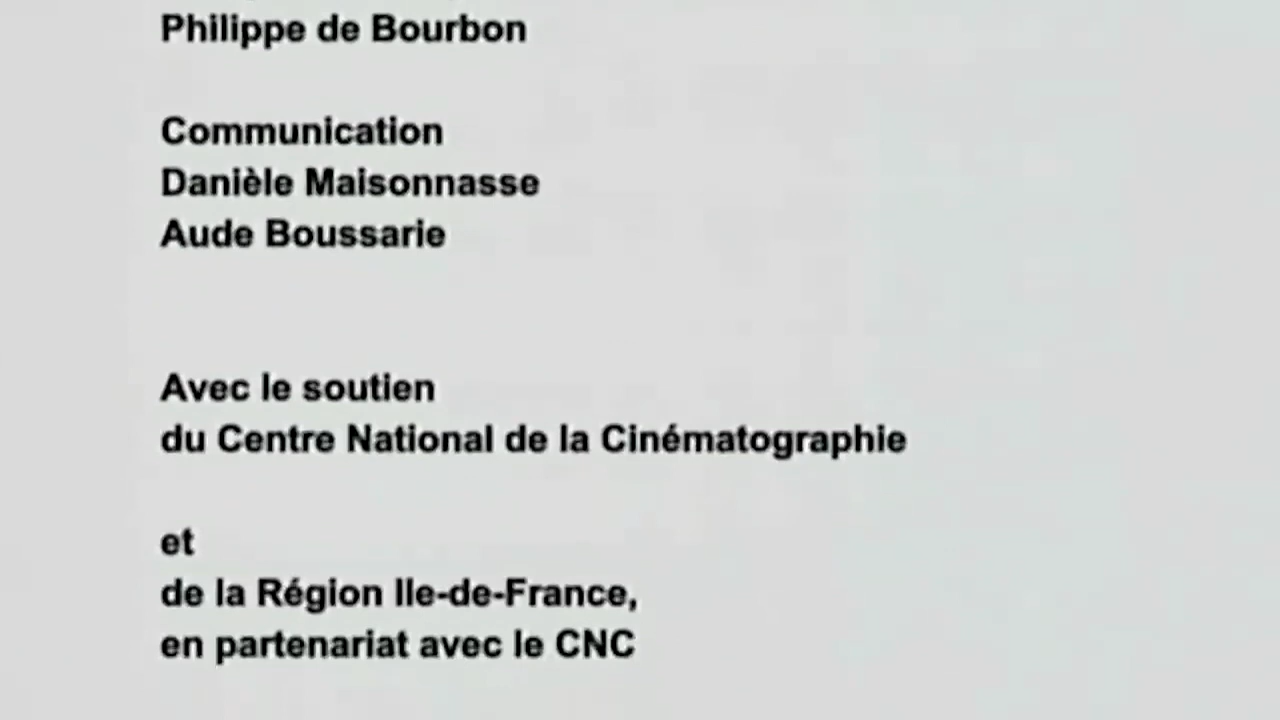 Philippe de Bourbon
Communication
Danièle Maisonnasse
Aude Boussarie
Avec le soutien
du Centre National de la Cinématographie
et
de la Région Ile-de-France,
en partenariat avec le CNC